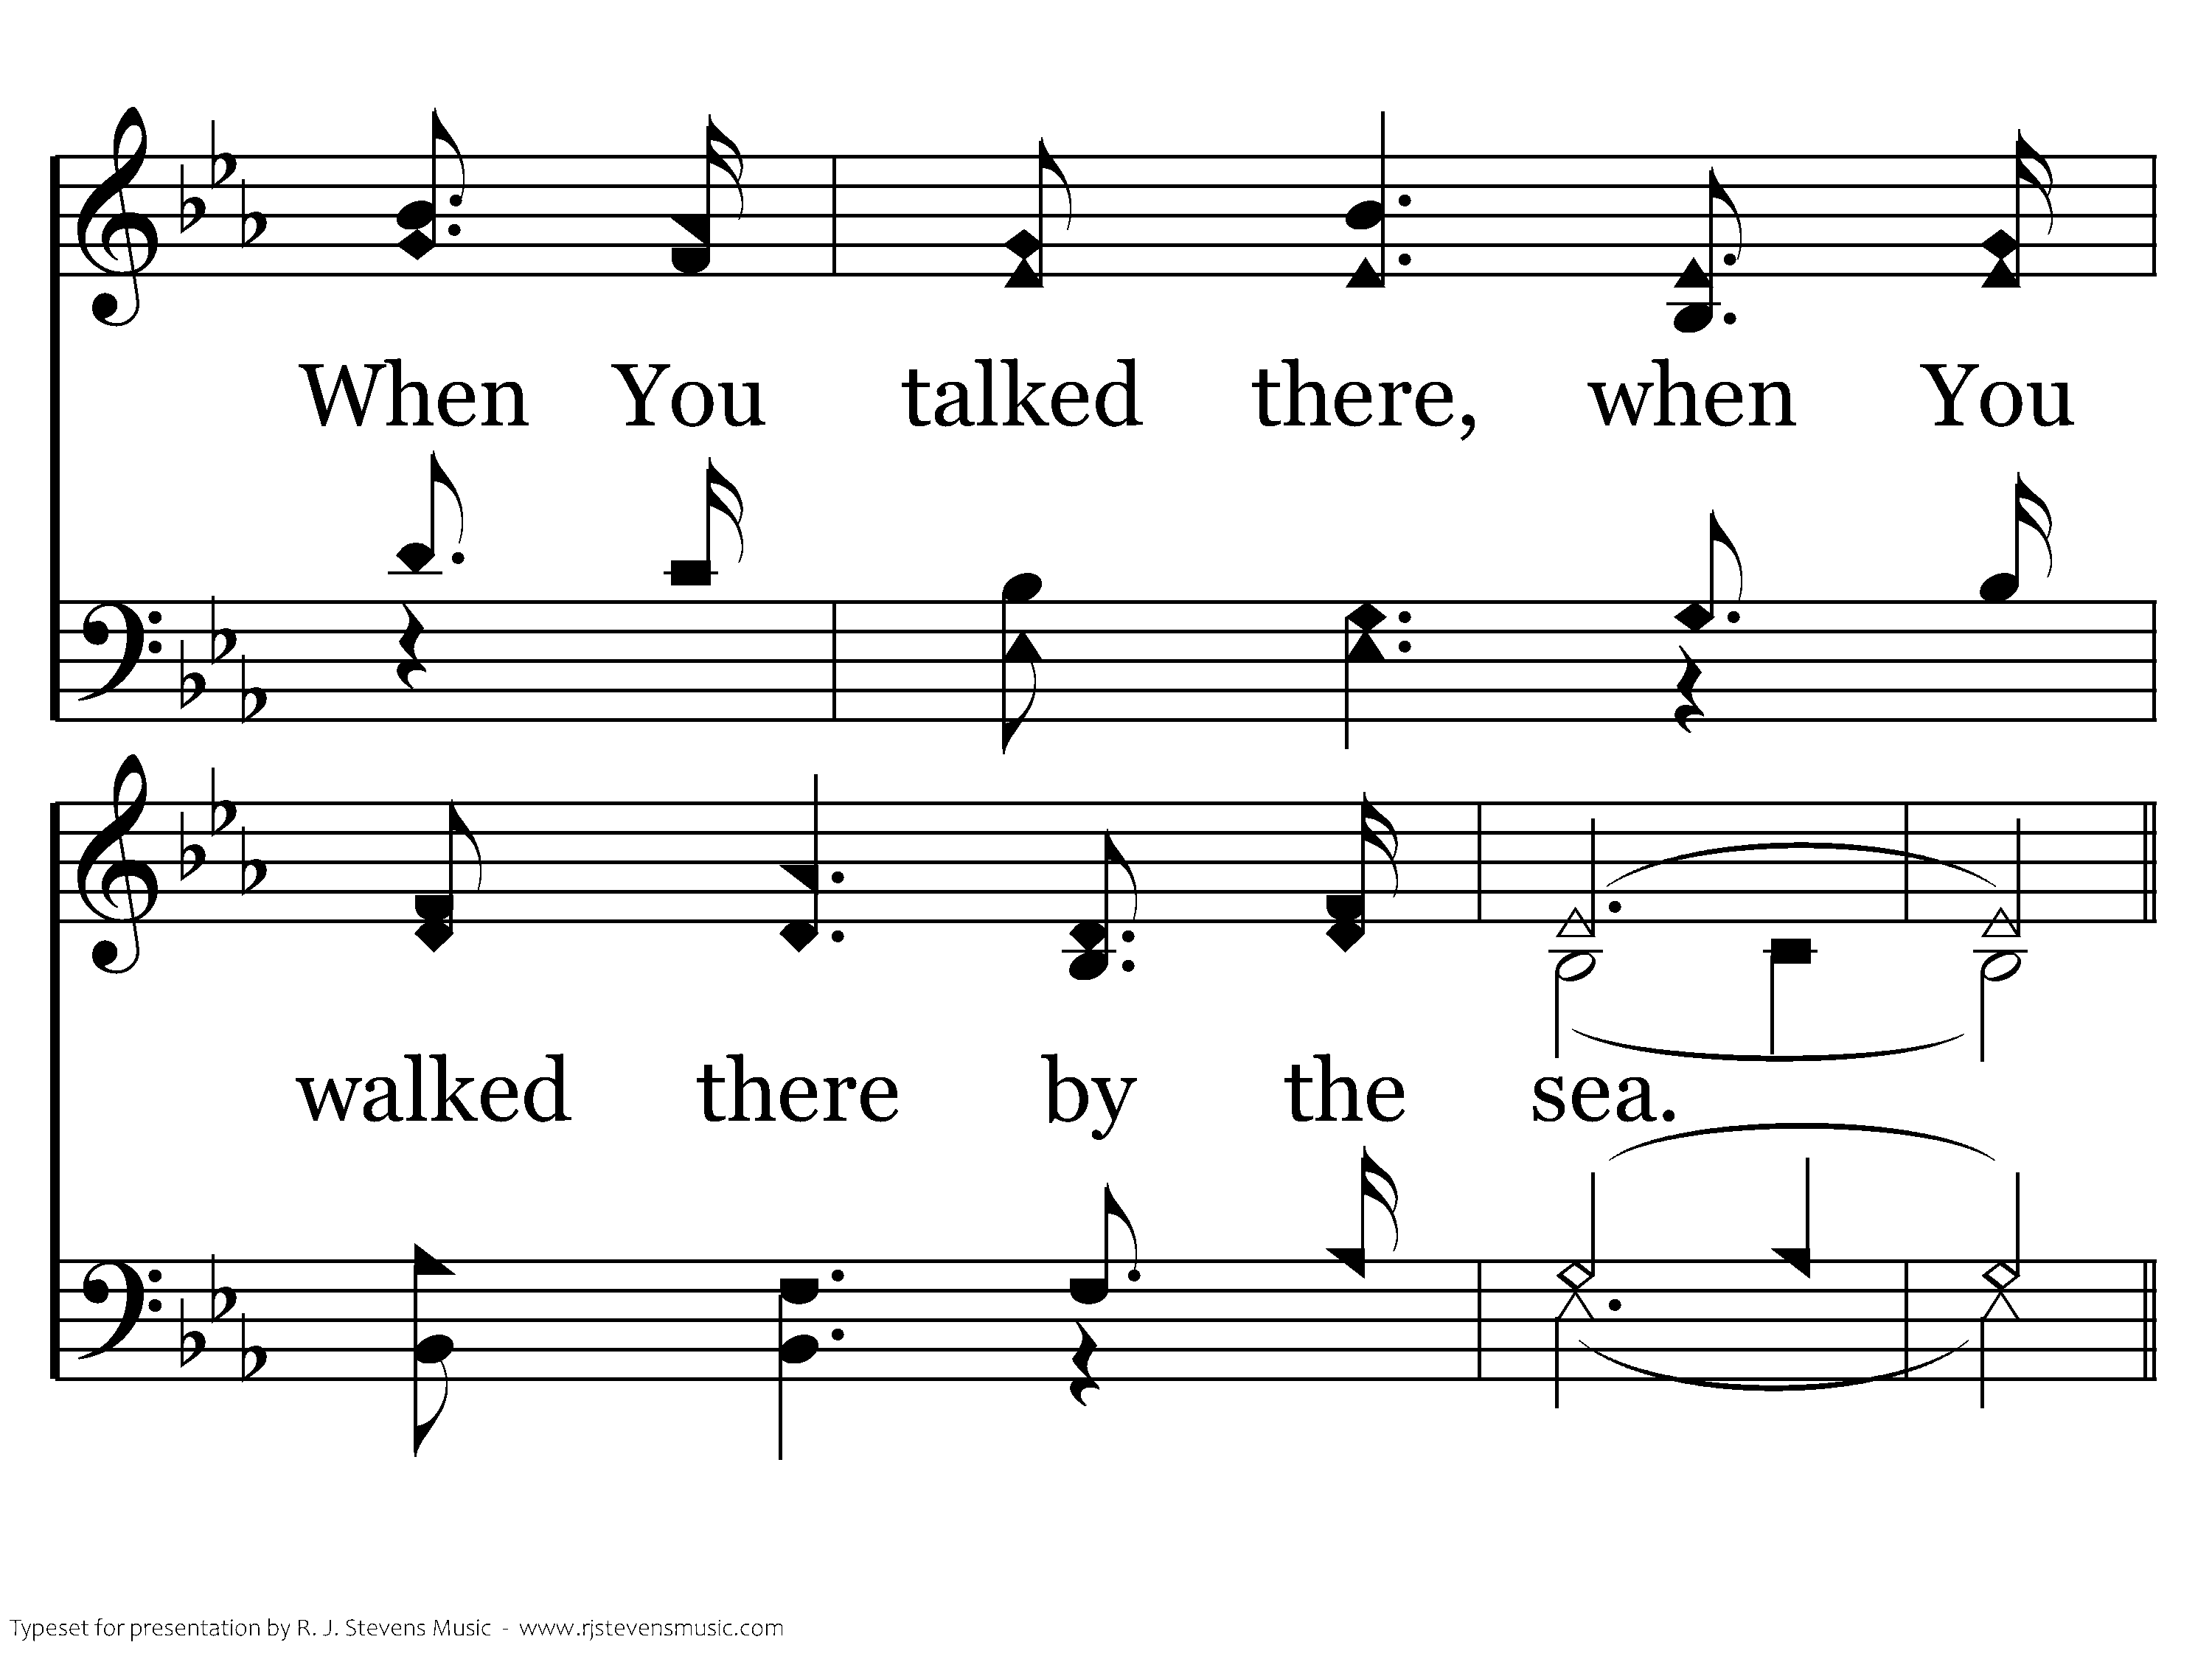 When You talked there, when You
walked there by the sea.
Typeset for presentation by R. J. Stevens Music - www.rjstevensmusic.com